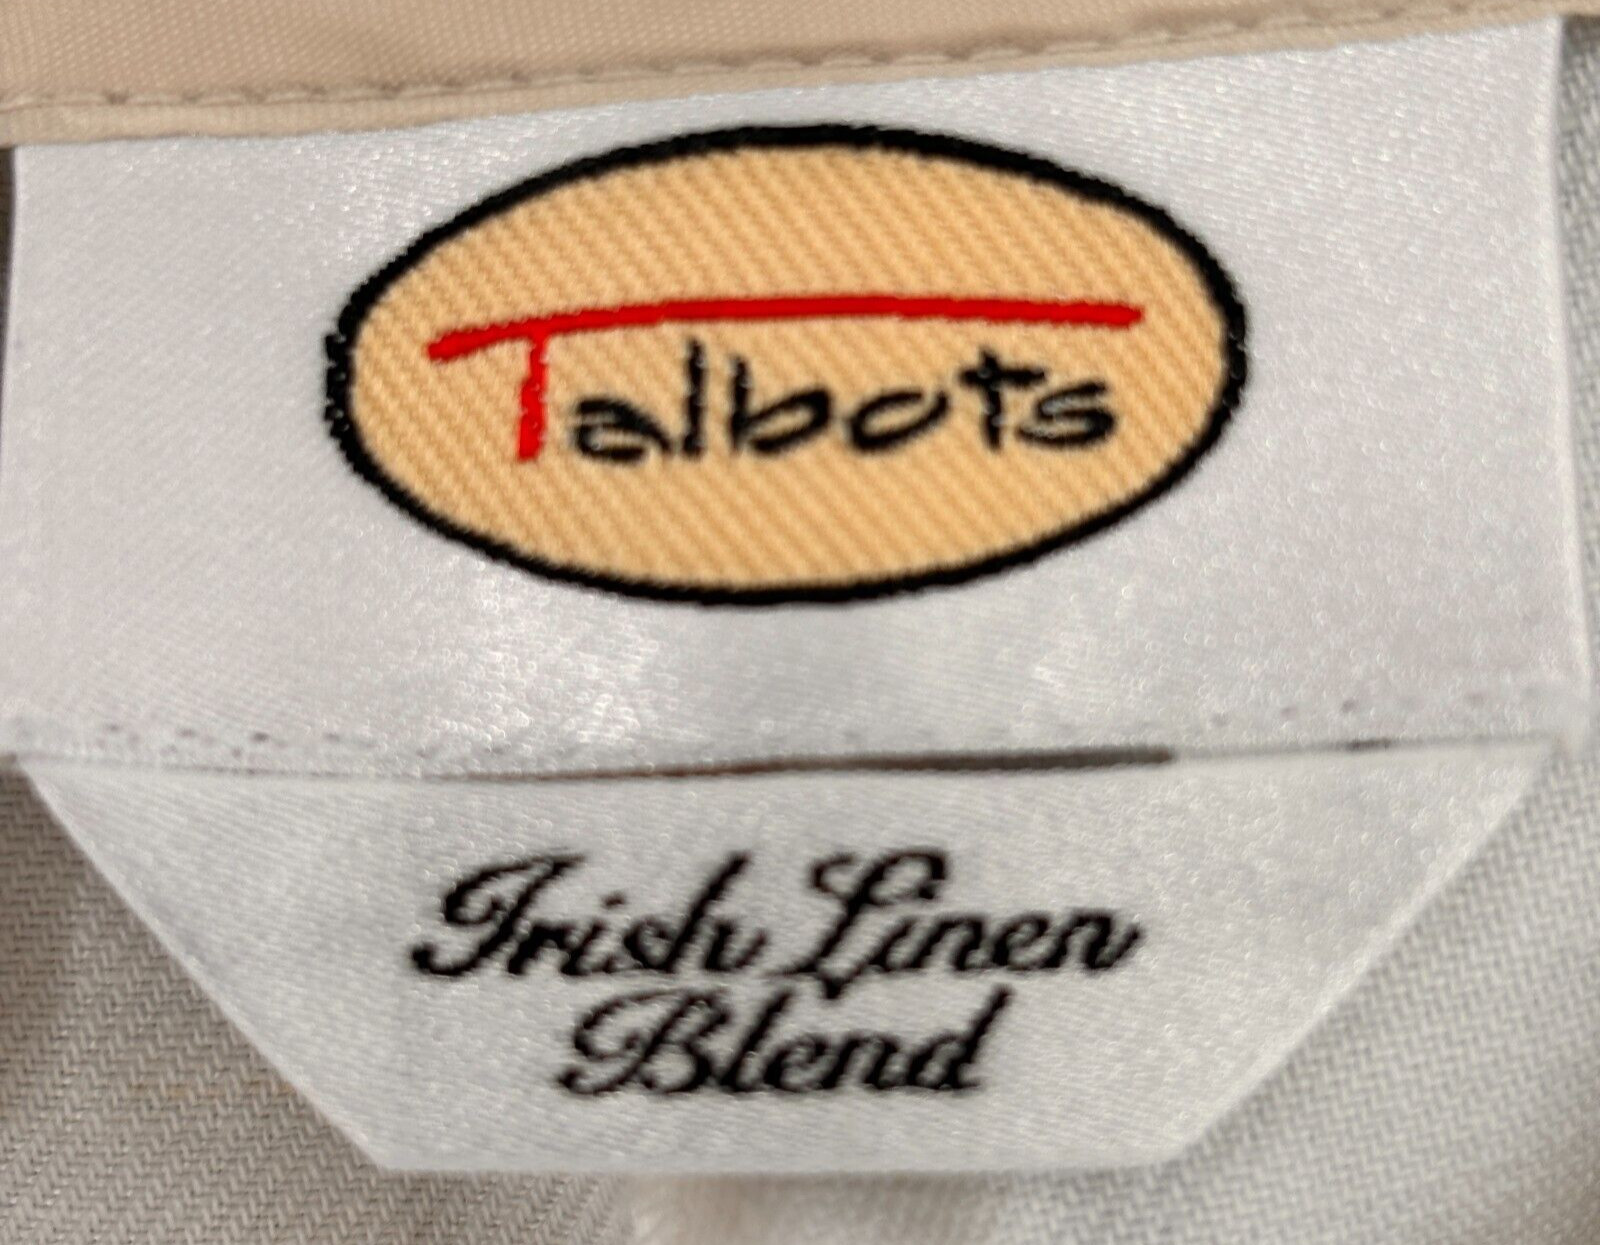 Talbots
Irish Linen
Blend